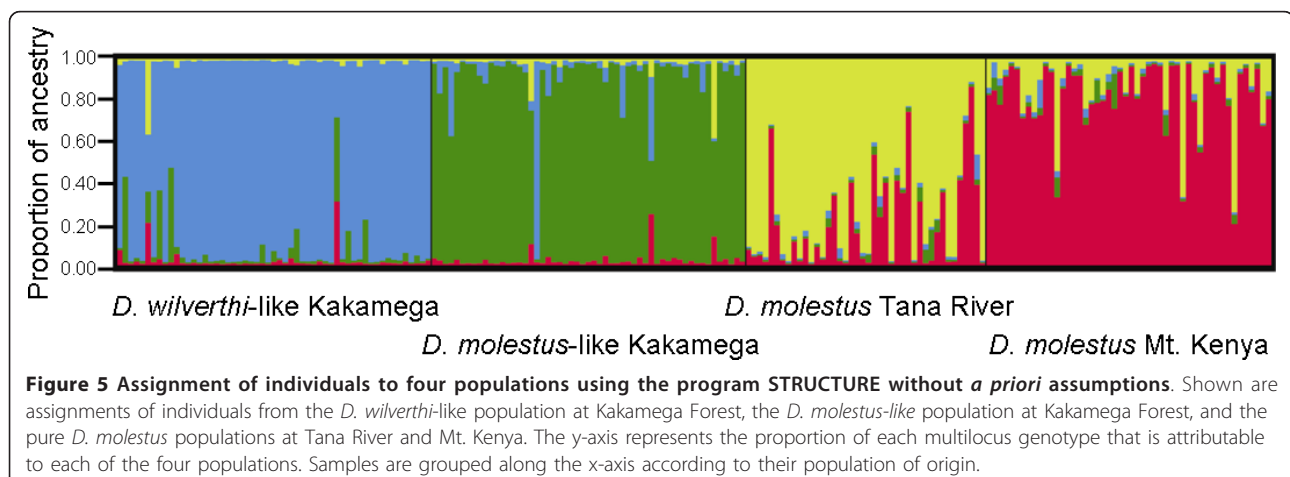 Proportion of ancestry
1.00
0.80
0.60
0.40
0.20
0.00
D. wilverthi-like Kakamega
D. molestus-like Kakamega
D. molestus Tana River
D. molestus Mt. Kenya
Figure 5 Assignment of individuals to four populations using the program STRUCTURE without a priori assumptions. Shown are
assignments of individuals from the D. wilverthi-like population at Kakamega Forest, the D. molestus-like population at Kakamega Forest, and the
pure D. molestus populations at Tana River and Mt. Kenya. The y-axis represents the proportion of each multilocus genotype that is attributable
to each of the four populations. Samples are grouped along the x-axis according to their population of origin.